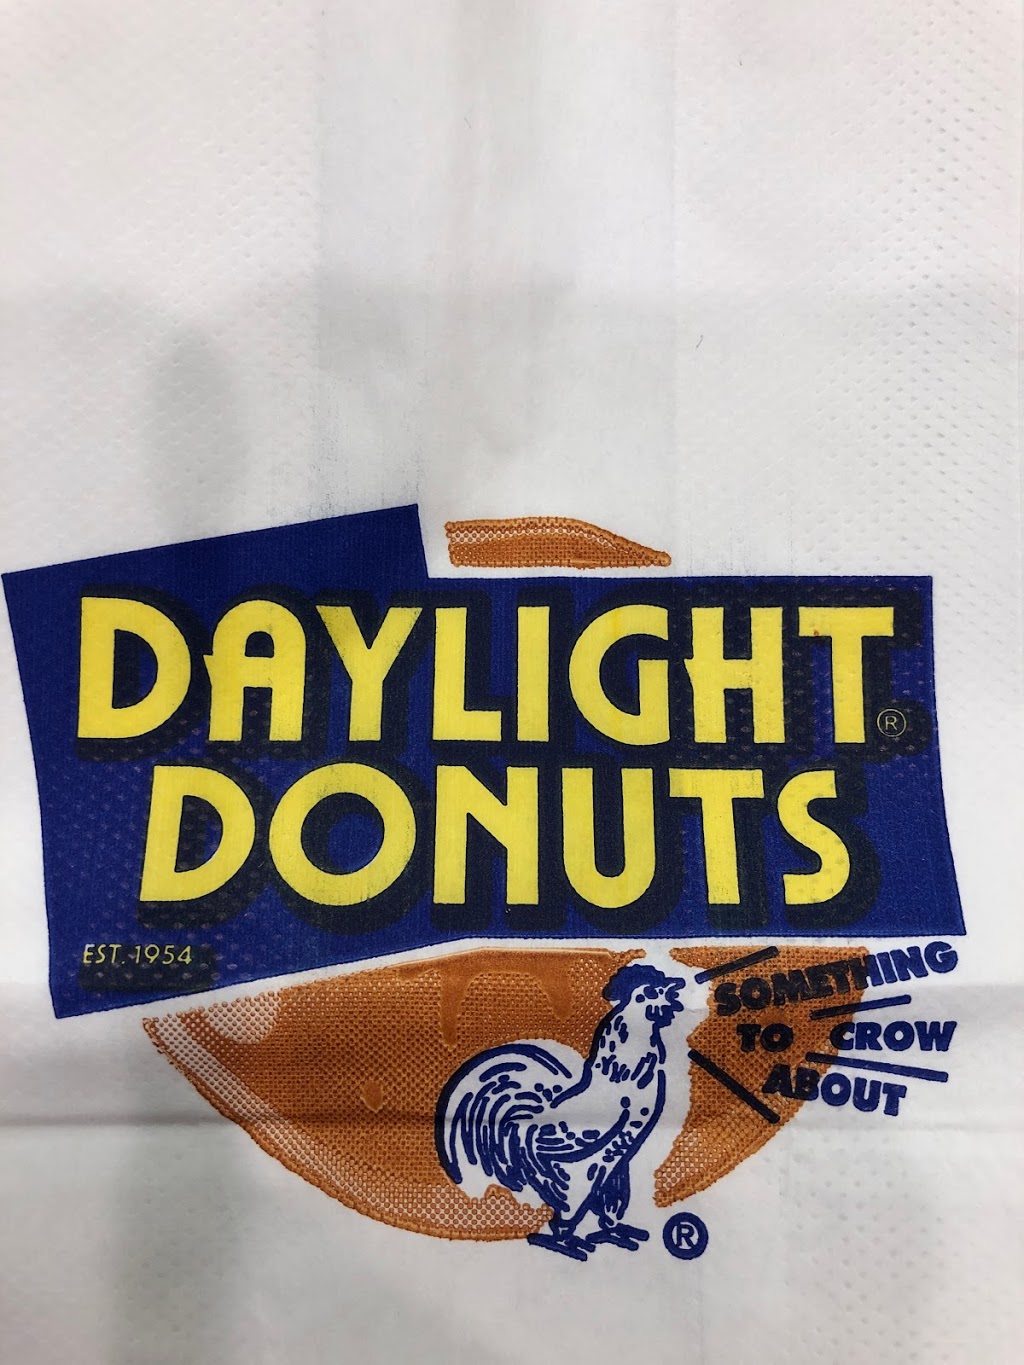 DAYLIGHT®
DONUTS
EST. 1954
SOMETHING
TO CROW
ABOUT
®